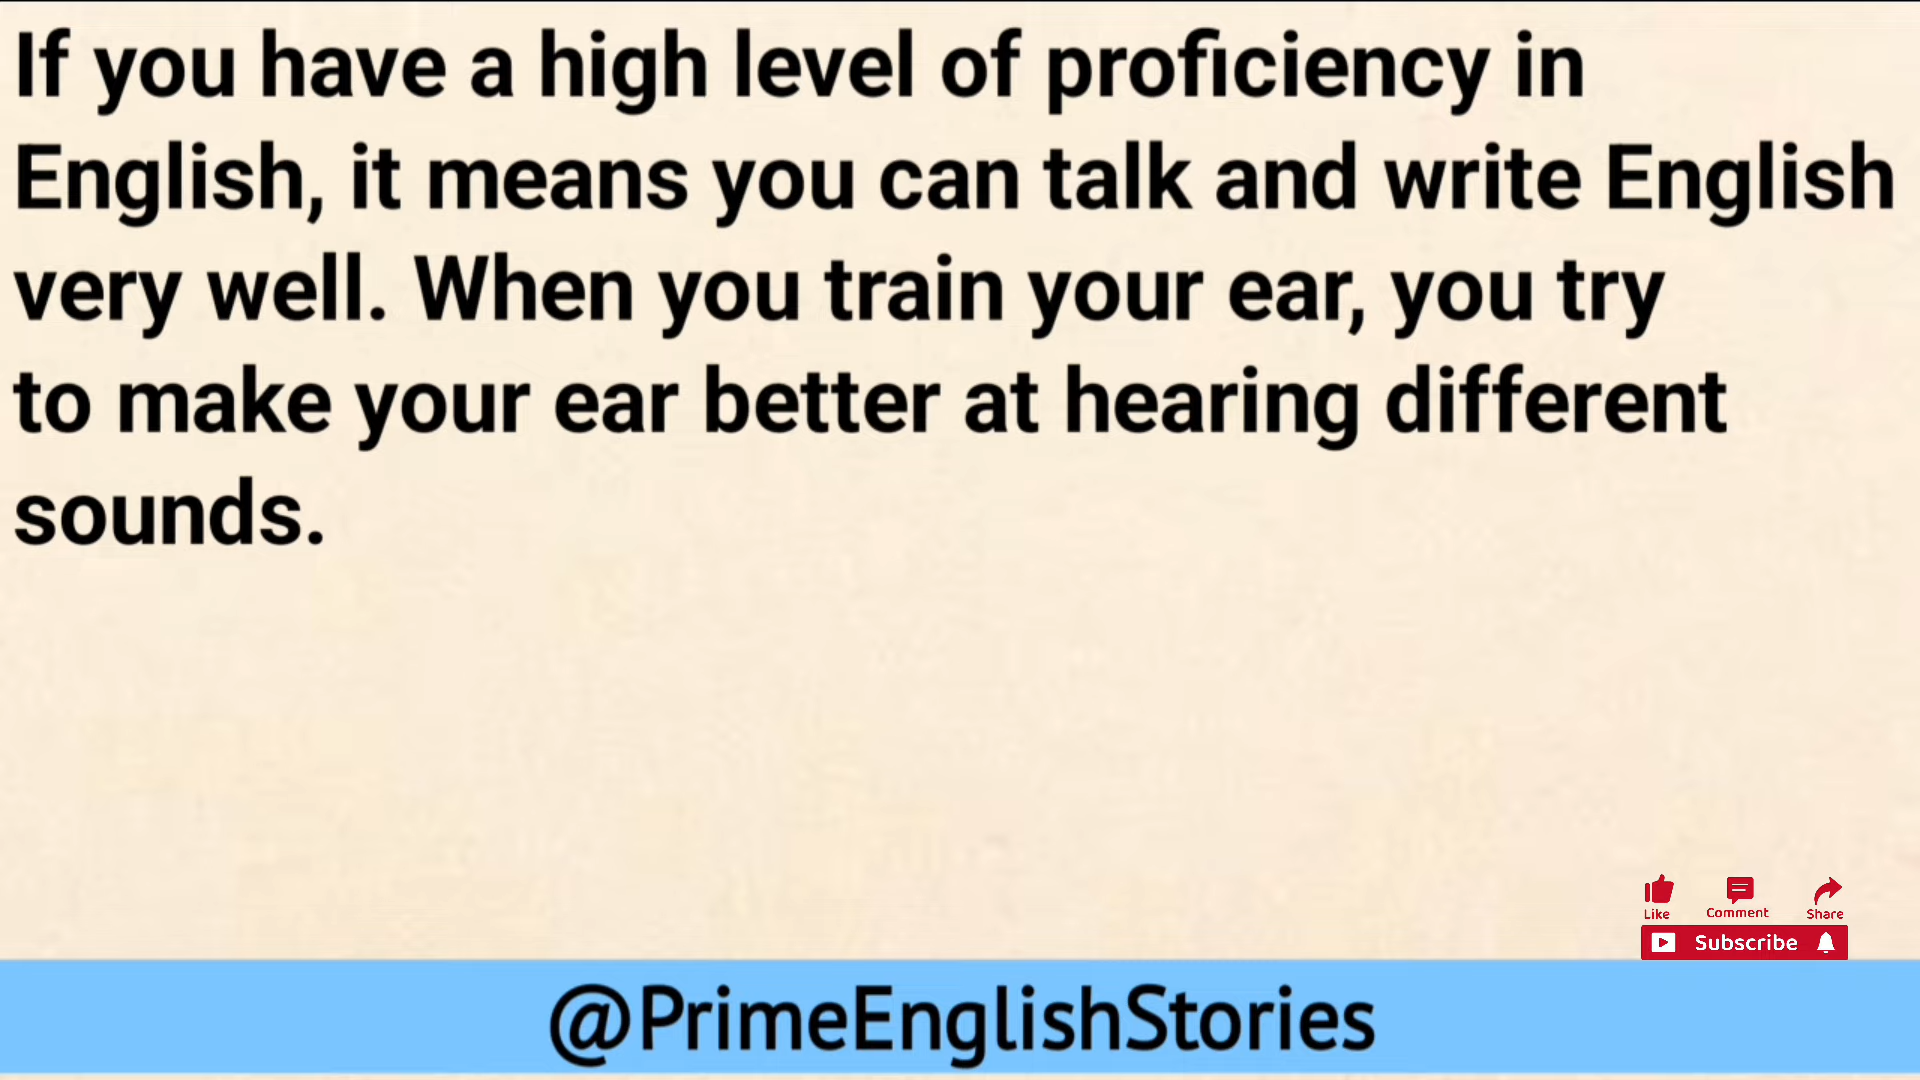 If you have a high level of proficiency in
English, it means you can talk and write English
very well. When you train your ear, you try
to make your ear better at hearing different
sounds.
Like Comment Share
Subscribe
@PrimeEnglishStories